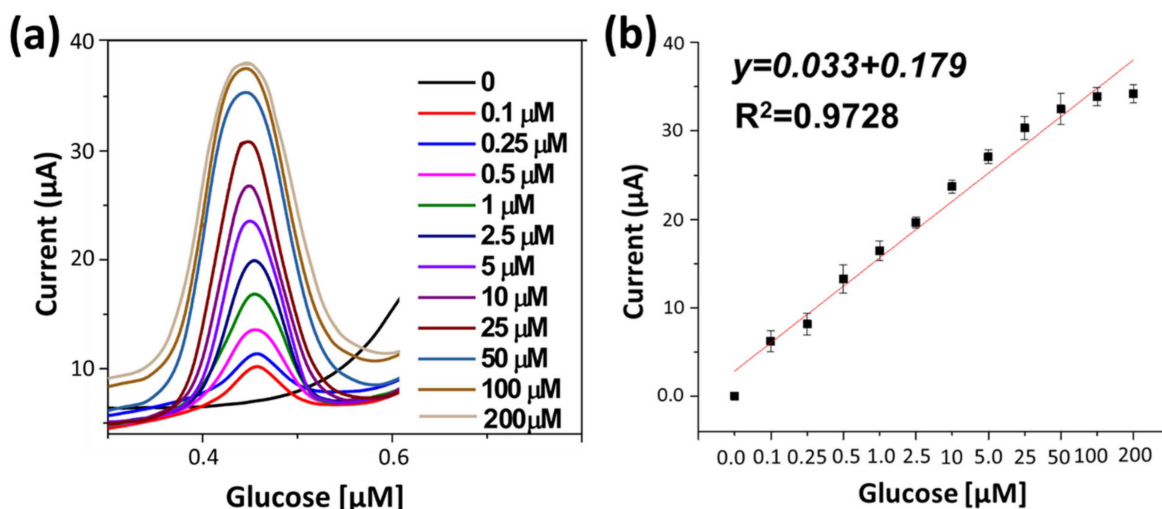 (a)
40
30
20
10
Current (µA)
0.4
0.6
Glucose [µM]
0
0.1 µM
0.25 µM
0.5 µM
1 µM
2.5 µM
5 µM
10 µM
25 µM
50 µM
100 µM
200µM
(b)
y=0.033+0.179
R²=0.9728
40
30
20
10
0.0
Current (µA)
0.0 0.1 0.25 0.5 1.0 2.5 10 5.0 25 50 100 200
Glucose [µM]